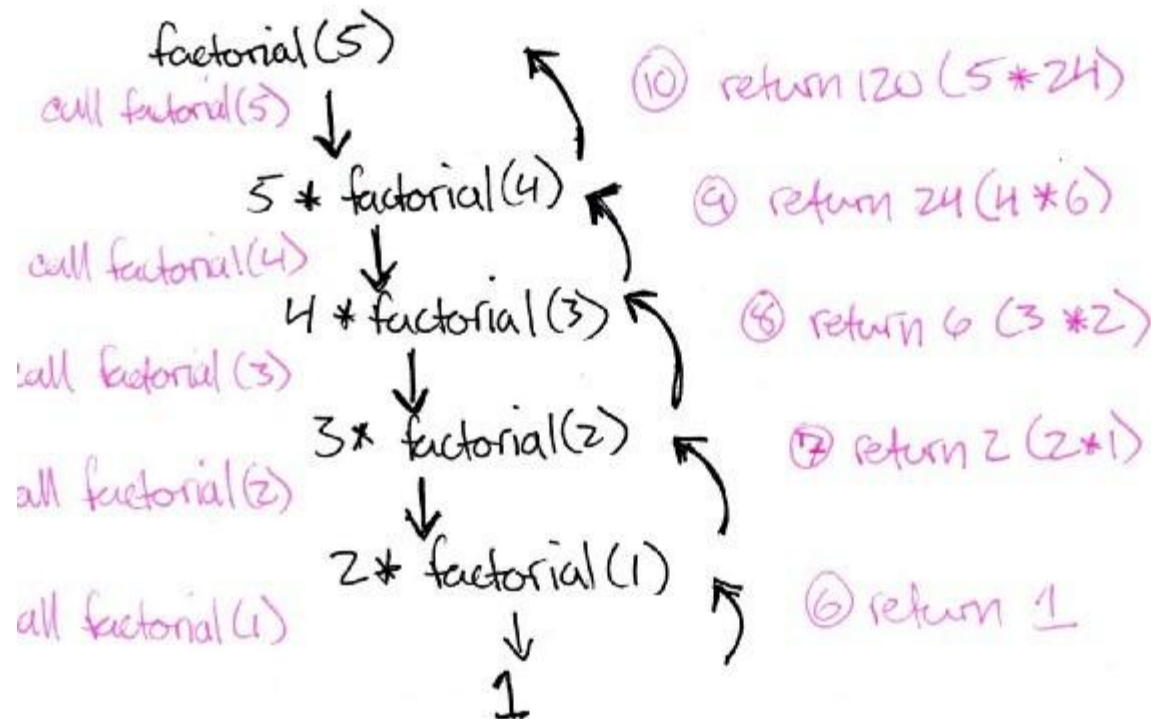 factorial(5)
⑩ return 120 (5*24)
call factorial(5)
5 * factorial(4)
⑨ return 24 (4*6)
call factorial(4)
4 * factorial(3)
⑧ return 6 (3*2)
call factorial(3)
3* factorial(2)
⑦ return 2 (2*1)
all factorial(2)
2* factorial(1)
⑥ return 1
all factorial(1)
1